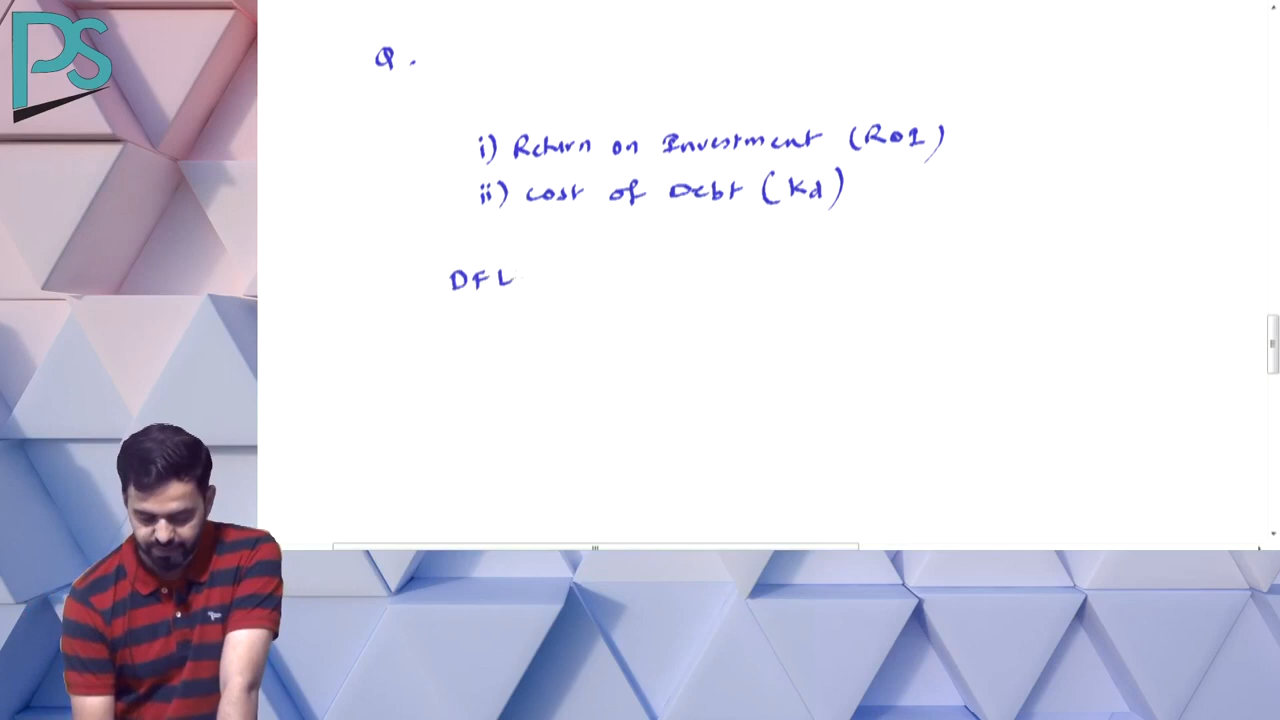 PS
Q.
i) Return on Investment (ROI)
ii) Cost of Debt (Kd)
DFL